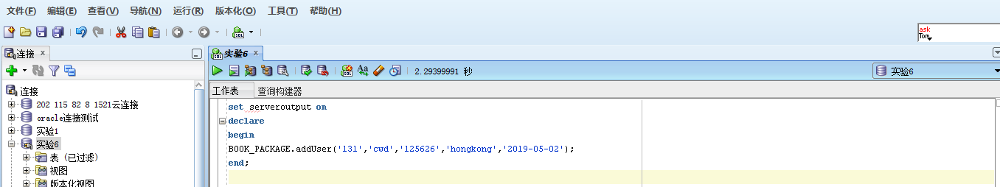 文件(F) 编辑(E) 查看(V) 导航(N) 运行(R) 版本化(O) 工具(T) 帮助(H)
ask
Tom
连接 x
实验6 x
SQL Aa 2.29399991 秒 实验6
连接
工作表 查询构建器
202 115 82 8 1521云连接
oracle连接测试
实验1
实验6
表 (已过滤)
视图
版本化视图
set serveroutput on
declare
begin
BOOK_PACKAGE.addUser('131','cwd','125626','hongkong','2019-05-02');
end;